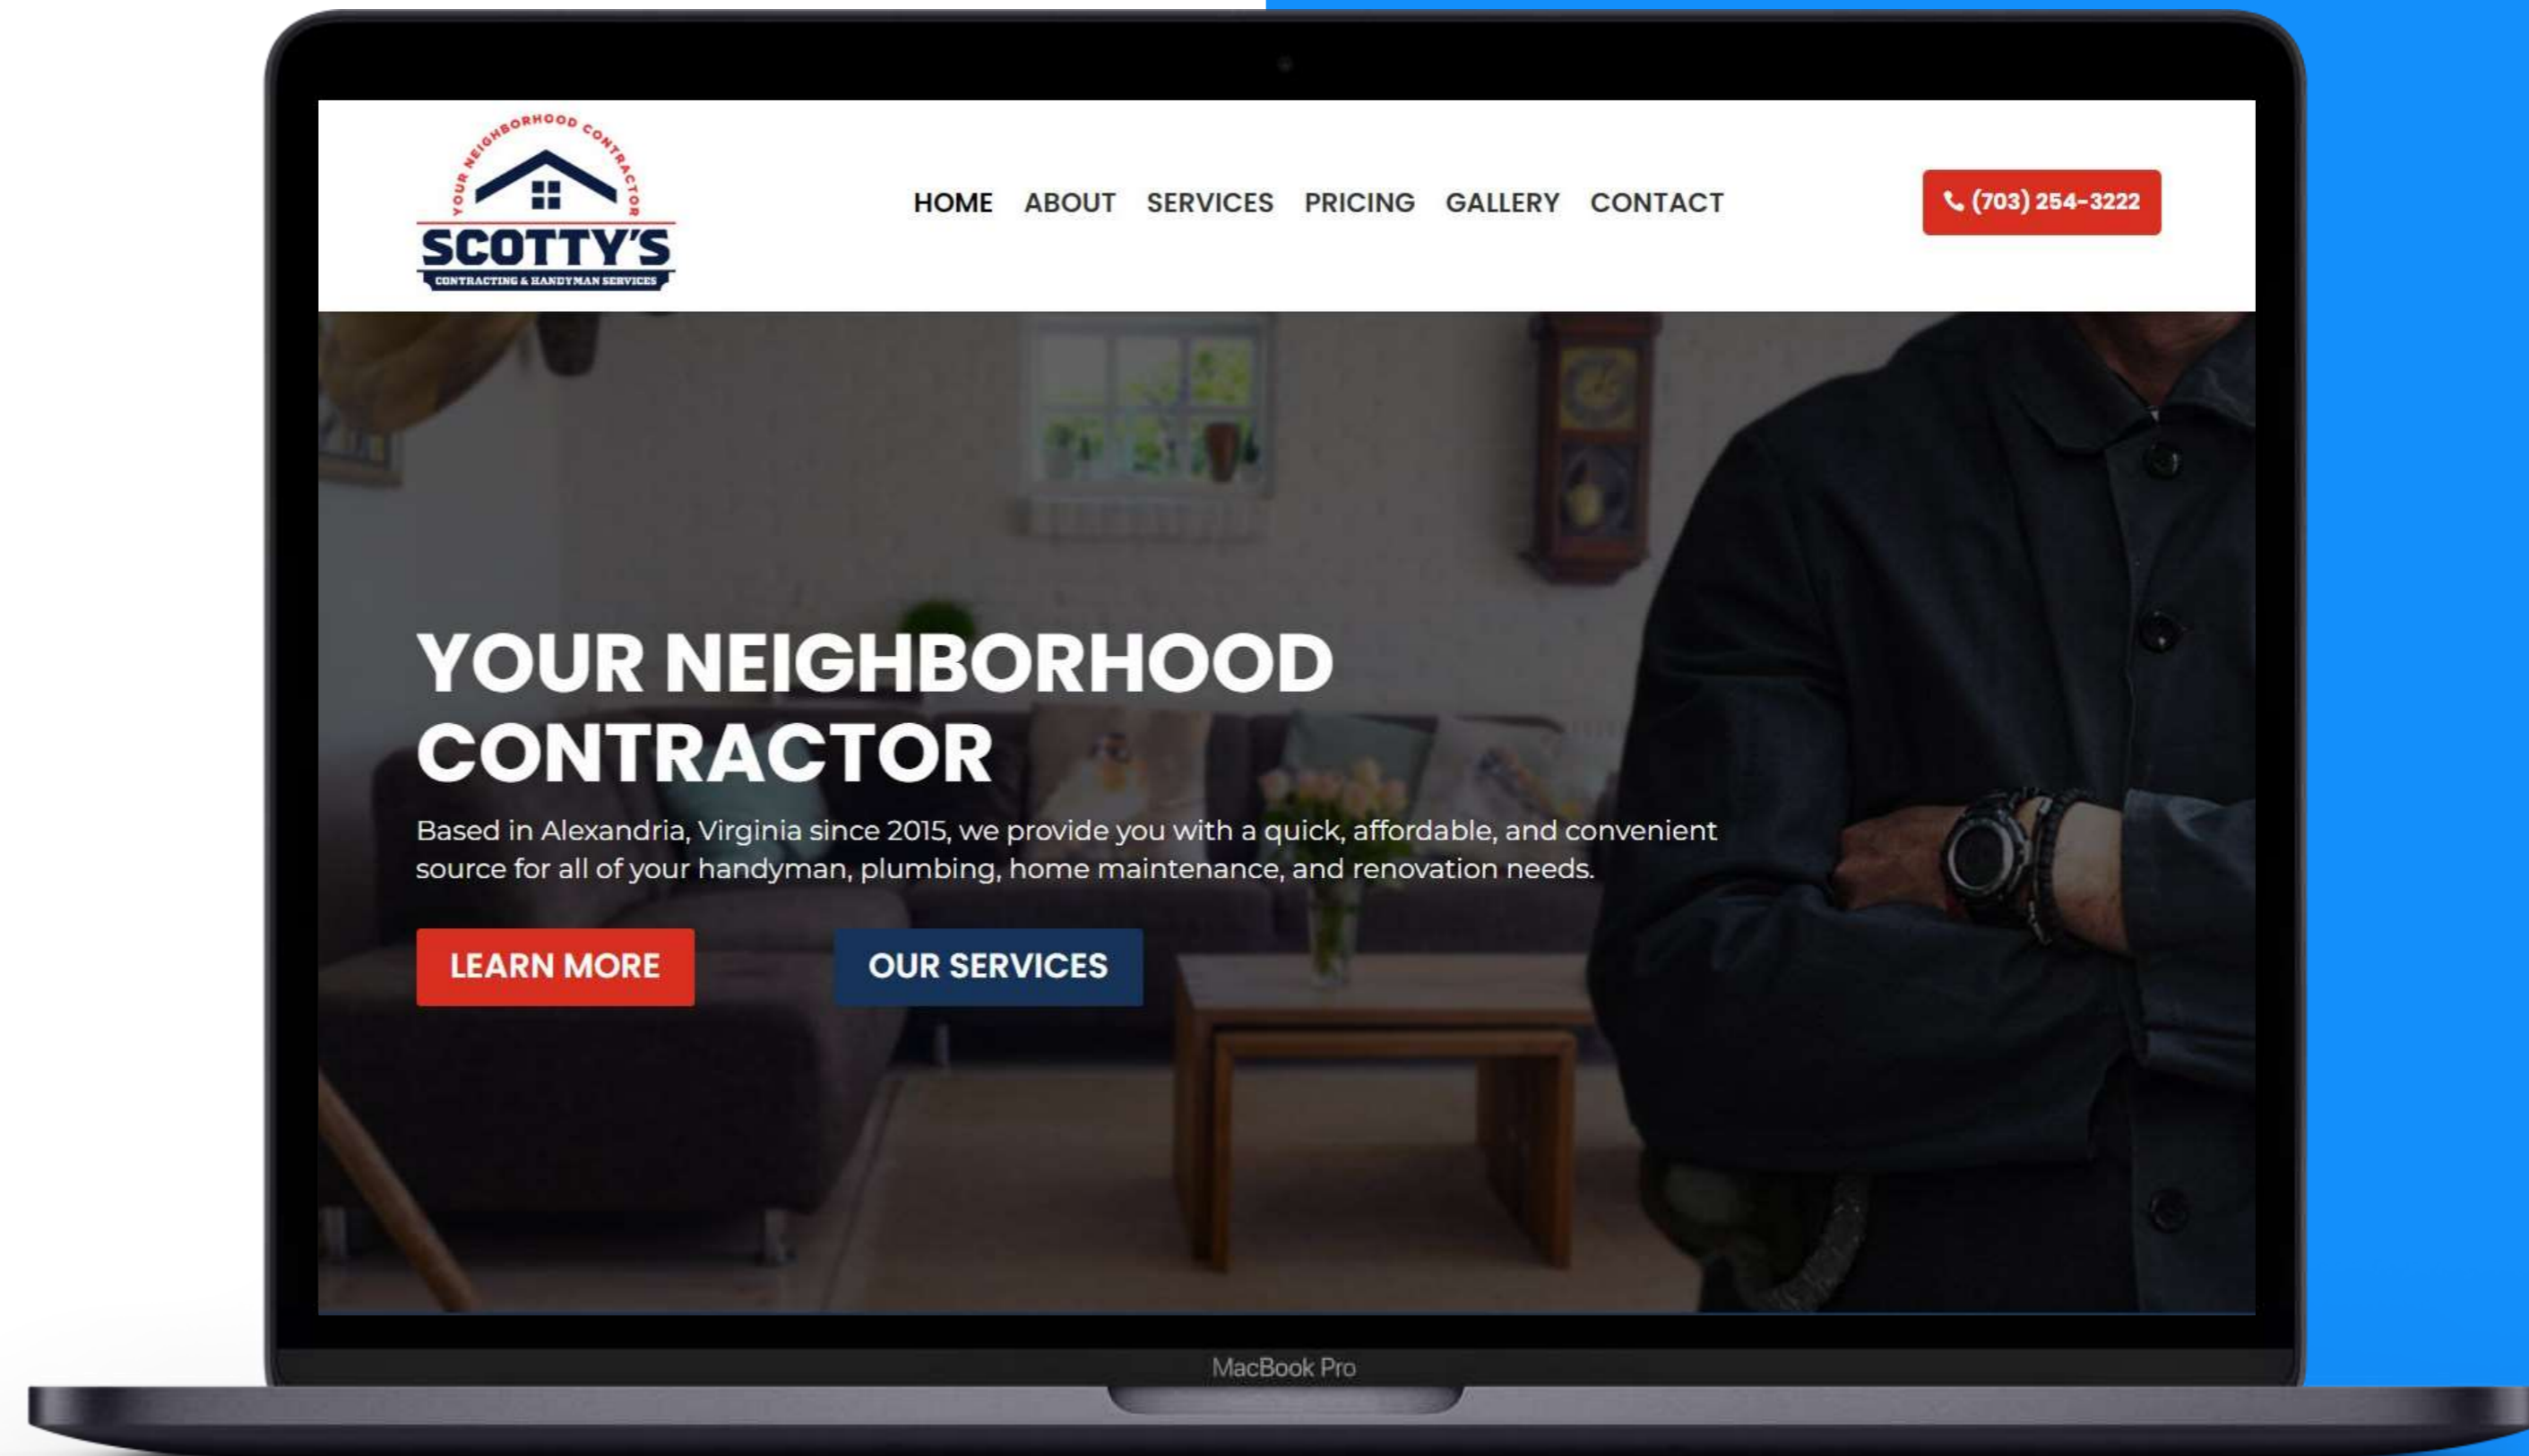 YOUR NEIGHBORHOOD CONTRACTOR
SCOTTY'S
CONTRACTING & HANDYMAN SERVICES
HOME ABOUT SERVICES PRICING GALLERY CONTACT
(703) 254-3222
YOUR NEIGHBORHOOD
CONTRACTOR
Based in Alexandria, Virginia since 2015, we provide you with a quick, affordable, and convenient
source for all of your handyman, plumbing, home maintenance, and renovation needs.
LEARN MORE
OUR SERVICES
MacBook Pro